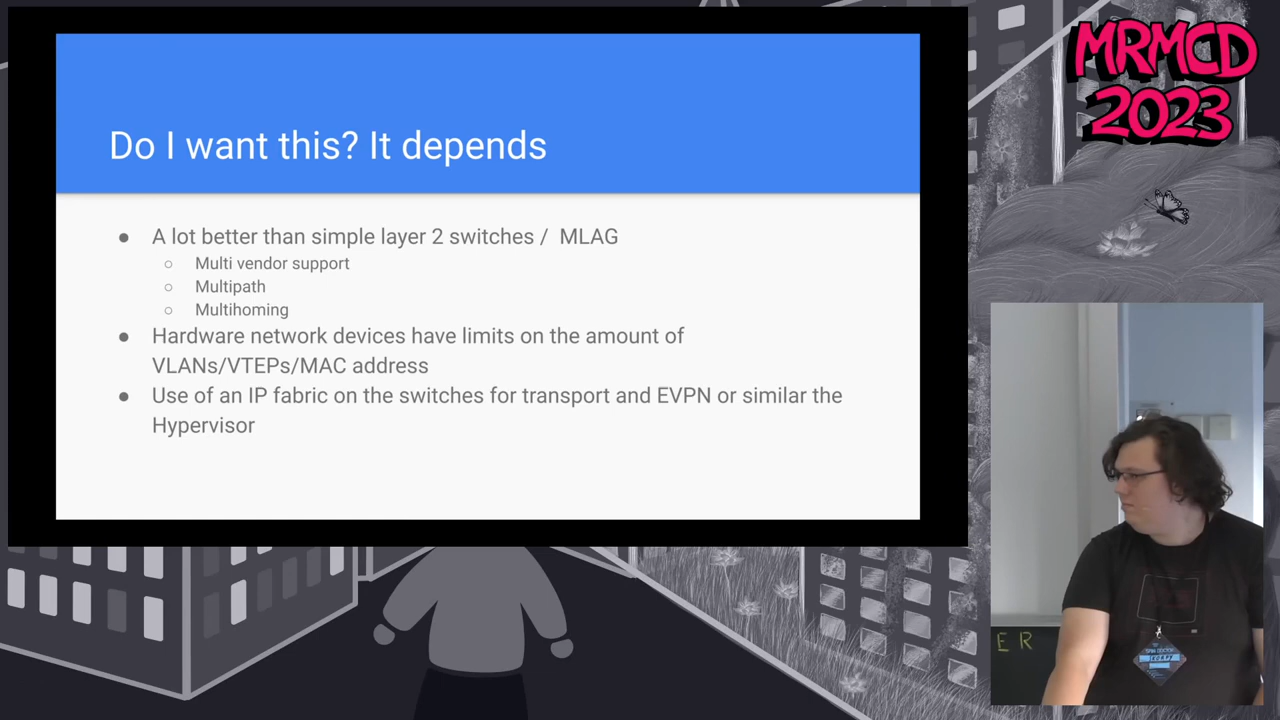 Do I want this? It depends
● A lot better than simple layer 2 switches / MLAG
○ Multi vendor support
○ Multipath
○ Multihoming
● Hardware network devices have limits on the amount of
VLANs/VTEPs/MAC address
● Use of an IP fabric on the switches for transport and EVPN or similar the
Hypervisor
MRMCD
2023
ER